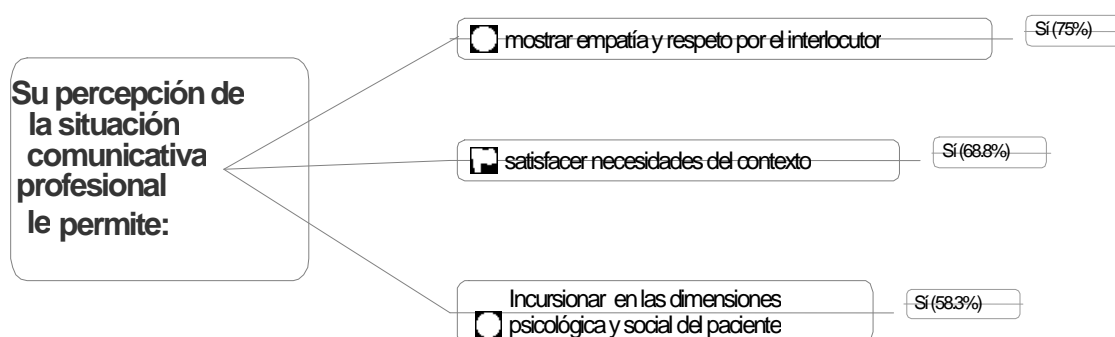 Su percepción de
la situación
comunicativa
profesional
le permite:
mostrar empatía y respeto por el interlocutor
Sí (75%)
satisfacer necesidades del contexto
Sí (68.8%)
Incursionar en las dimensiones
psicológica y social del paciente
Sí (58.3%)